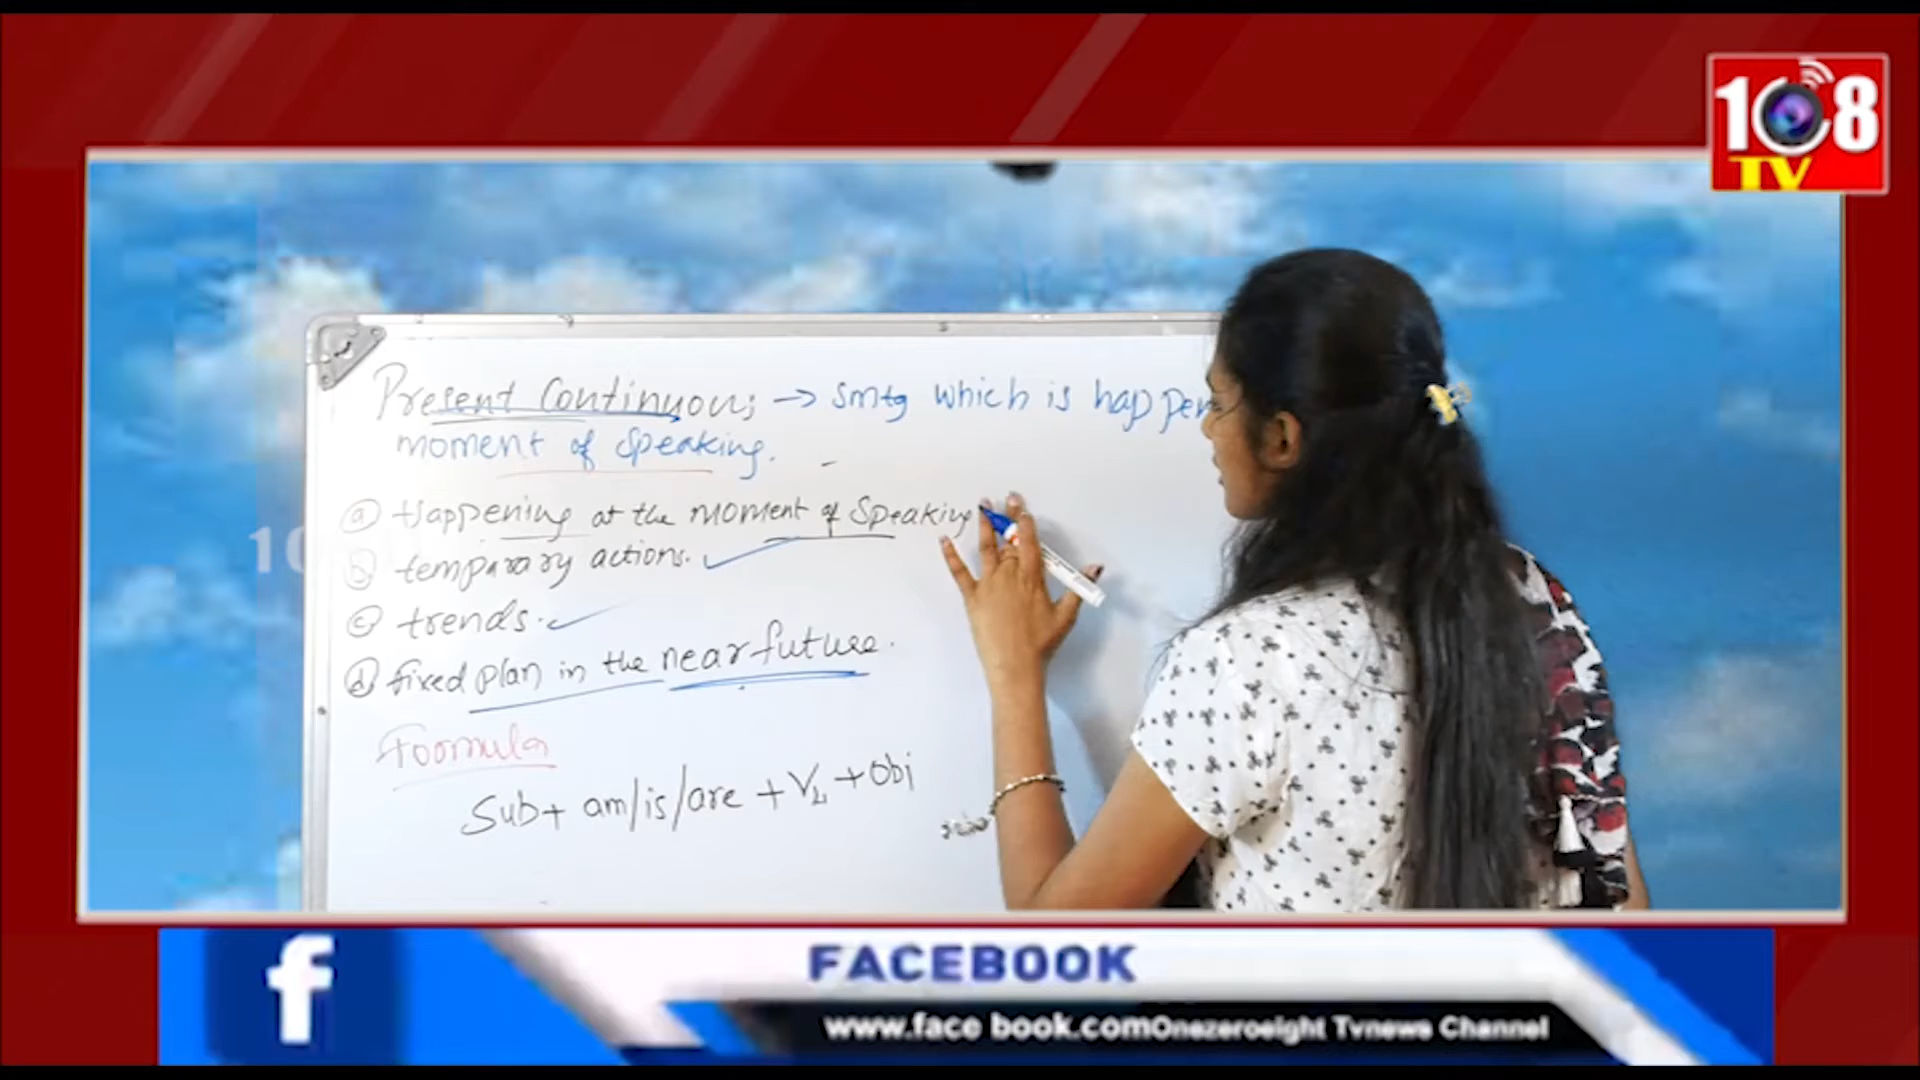 108
TV
Present Continuous → Smtg which is happen
moment of speaking.
(a) Happening at the moment of Speaking
(b) temporary actions.
(c) trends.
(d) fixed plan in the near future.
Formula
Sub + am/is/are + V1 + Obj
FACEBOOK
www.face book.comOnezeroeight Tvnews Channel